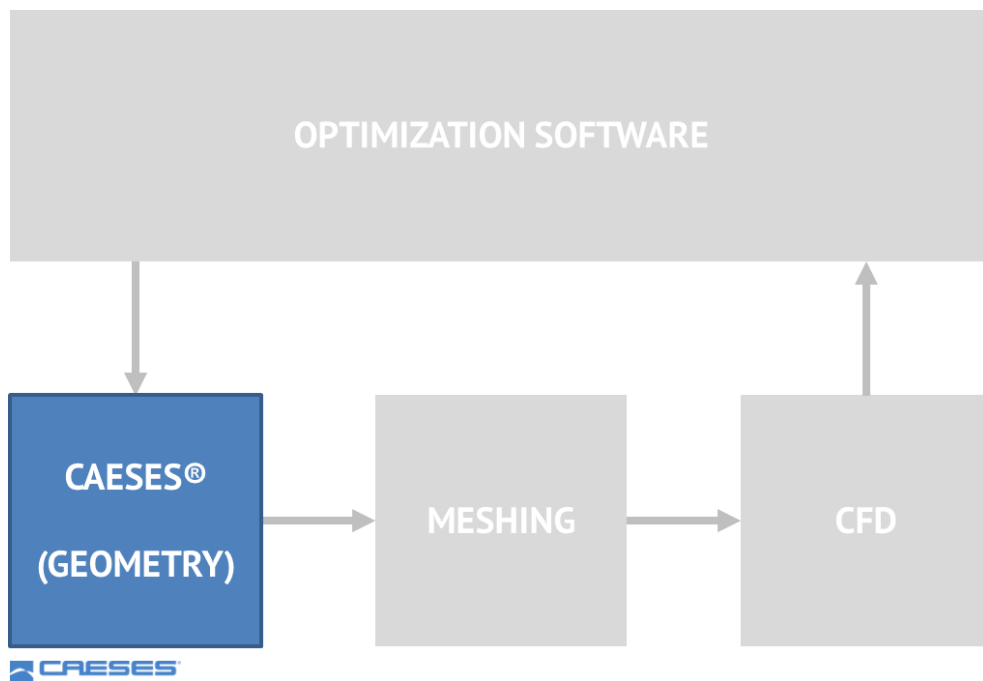 OPTIMIZATION SOFTWARE
CAESES®
(GEOMETRY)
MESHING
CFD
CAESES